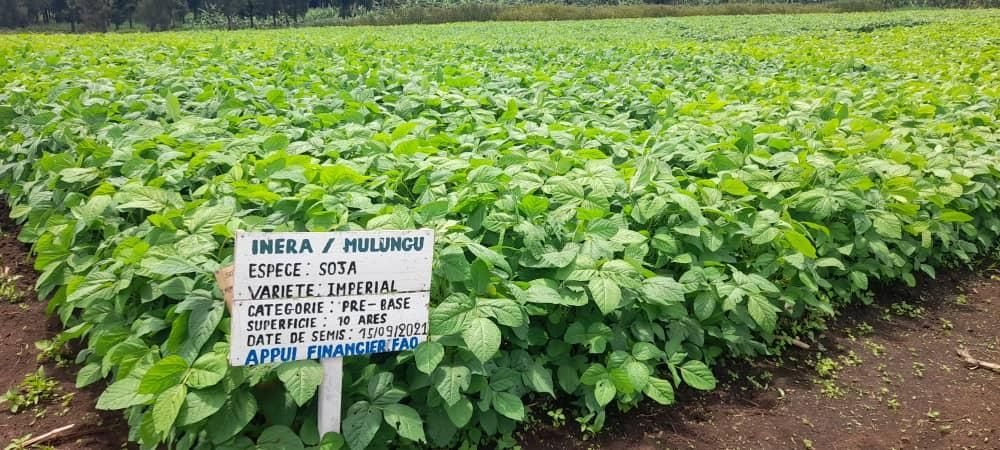 INERA / MULUNGU
ESPECE : SOJA
VARIETE : IMPERIAL
CATEGORIE : PRE-BASE
SUPERFICIE : 10 ARES
DATE DE SEMIS : 15/09/2021
APPUI FINANCIER FAO